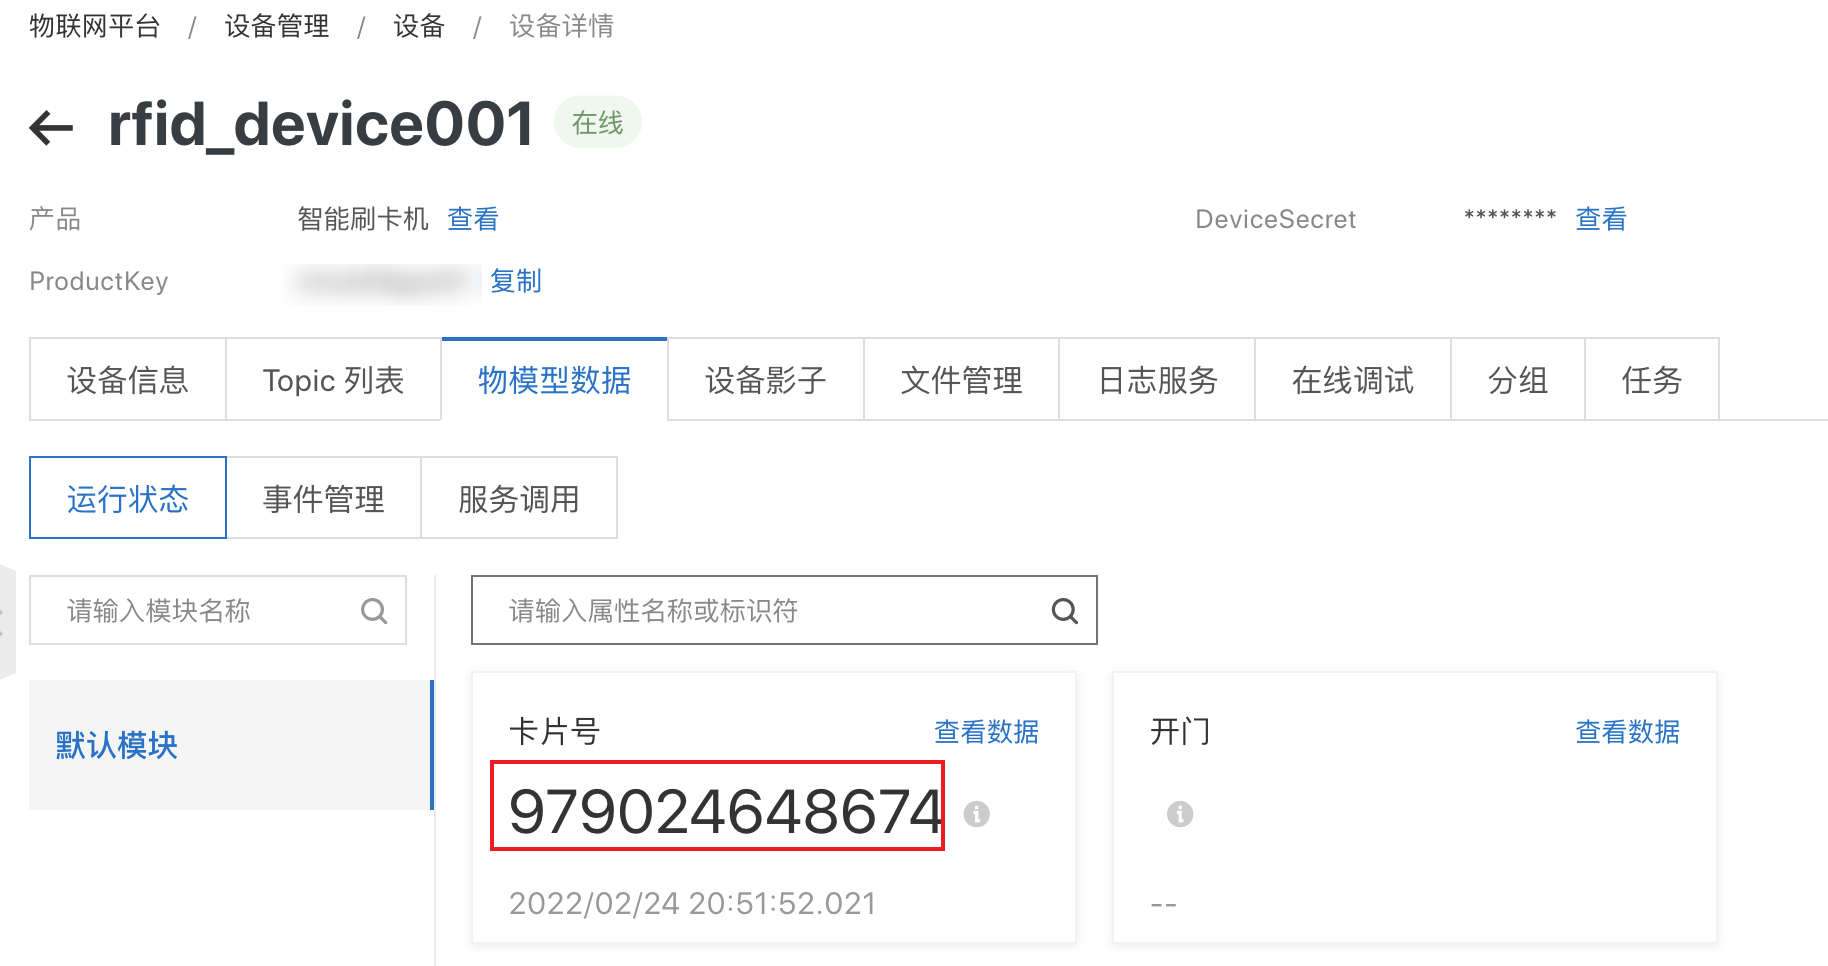 物联网平台 / 设备管理 / 设备 / 设备详情
rfid_device001 在线
产品 智能刷卡机 查看 DeviceSecret ******** 查看
ProductKey 复制
设备信息 Topic 列表 物模型数据 设备影子 文件管理 日志服务 在线调试 分组 任务
运行状态 事件管理 服务调用
请输入模块名称 请输入属性名称或标识符
默认模块
卡片号 查看数据
979024648674
2022/02/24 20:51:52.021
开门 查看数据
--